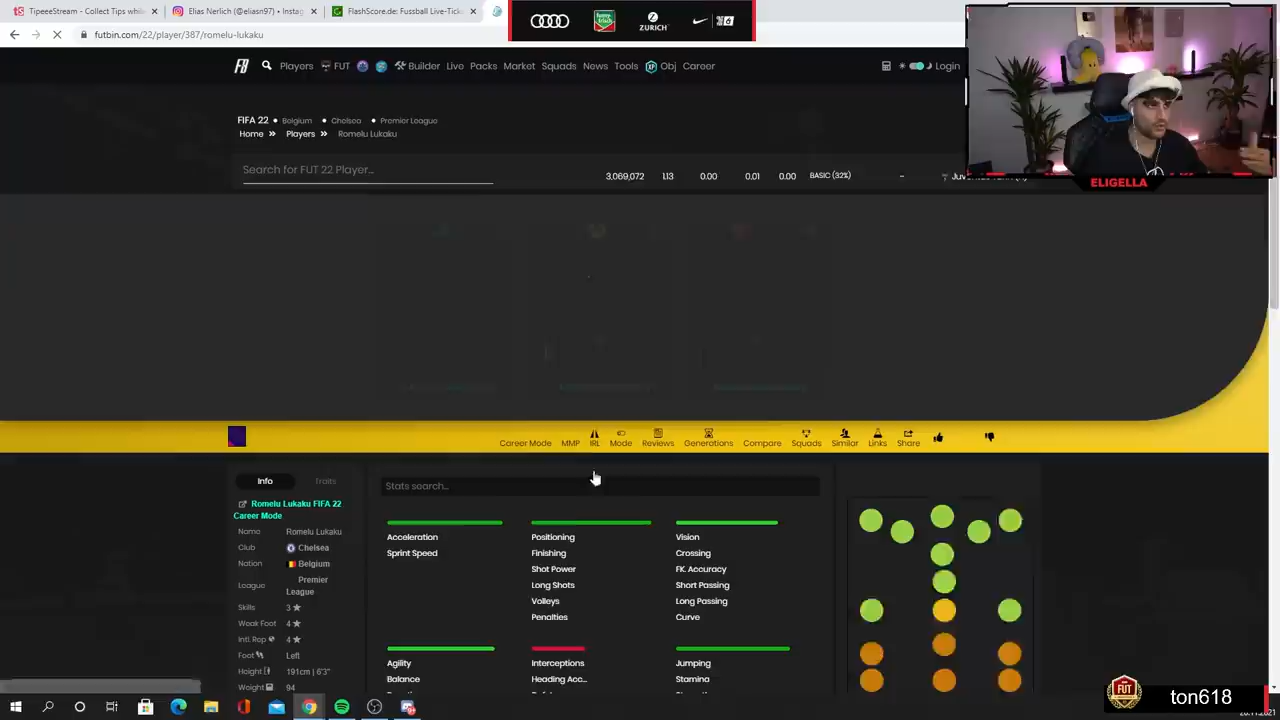 TipeeeStream - Collect Tips while
Elias Nerlich (@eliasn97) • Instag
FlashScore.de: Fussball Live-Ticke
funny-frisch
ZURICH
futbin.com/22/player/387/romelu-lukaku
Players FUT Builder Live Packs Market Squads News Tools Obj Career Login
FIFA 22 • Belgium • Chelsea • Premier League
Home » Players » Romelu Lukaku
Search for FUT 22 Player...
3,069,072 1.13 0.00 0.01 0.00 BASIC (32%) -
ELIGELLA
Career Mode MMP IRL Mode Reviews Generations Compare Squads Similar Links Share
Info Traits
Stats search...
Romelu Lukaku FIFA 22
Career Mode
Name Romelu Lukaku
Club Chelsea
Nation Belgium
League Premier League
Skills 3 ★
Weak Foot 4 ★
Intl. Rep 4 ★
Foot Left
Height 191cm | 6'3"
Weight 94
Acceleration
Sprint Speed
Positioning
Finishing
Shot Power
Long Shots
Volleys
Penalties
Vision
Crossing
FK. Accuracy
Short Passing
Long Passing
Curve
Agility
Balance
Interceptions
Heading Acc...
Jumping
Stamina
FUT
ton618